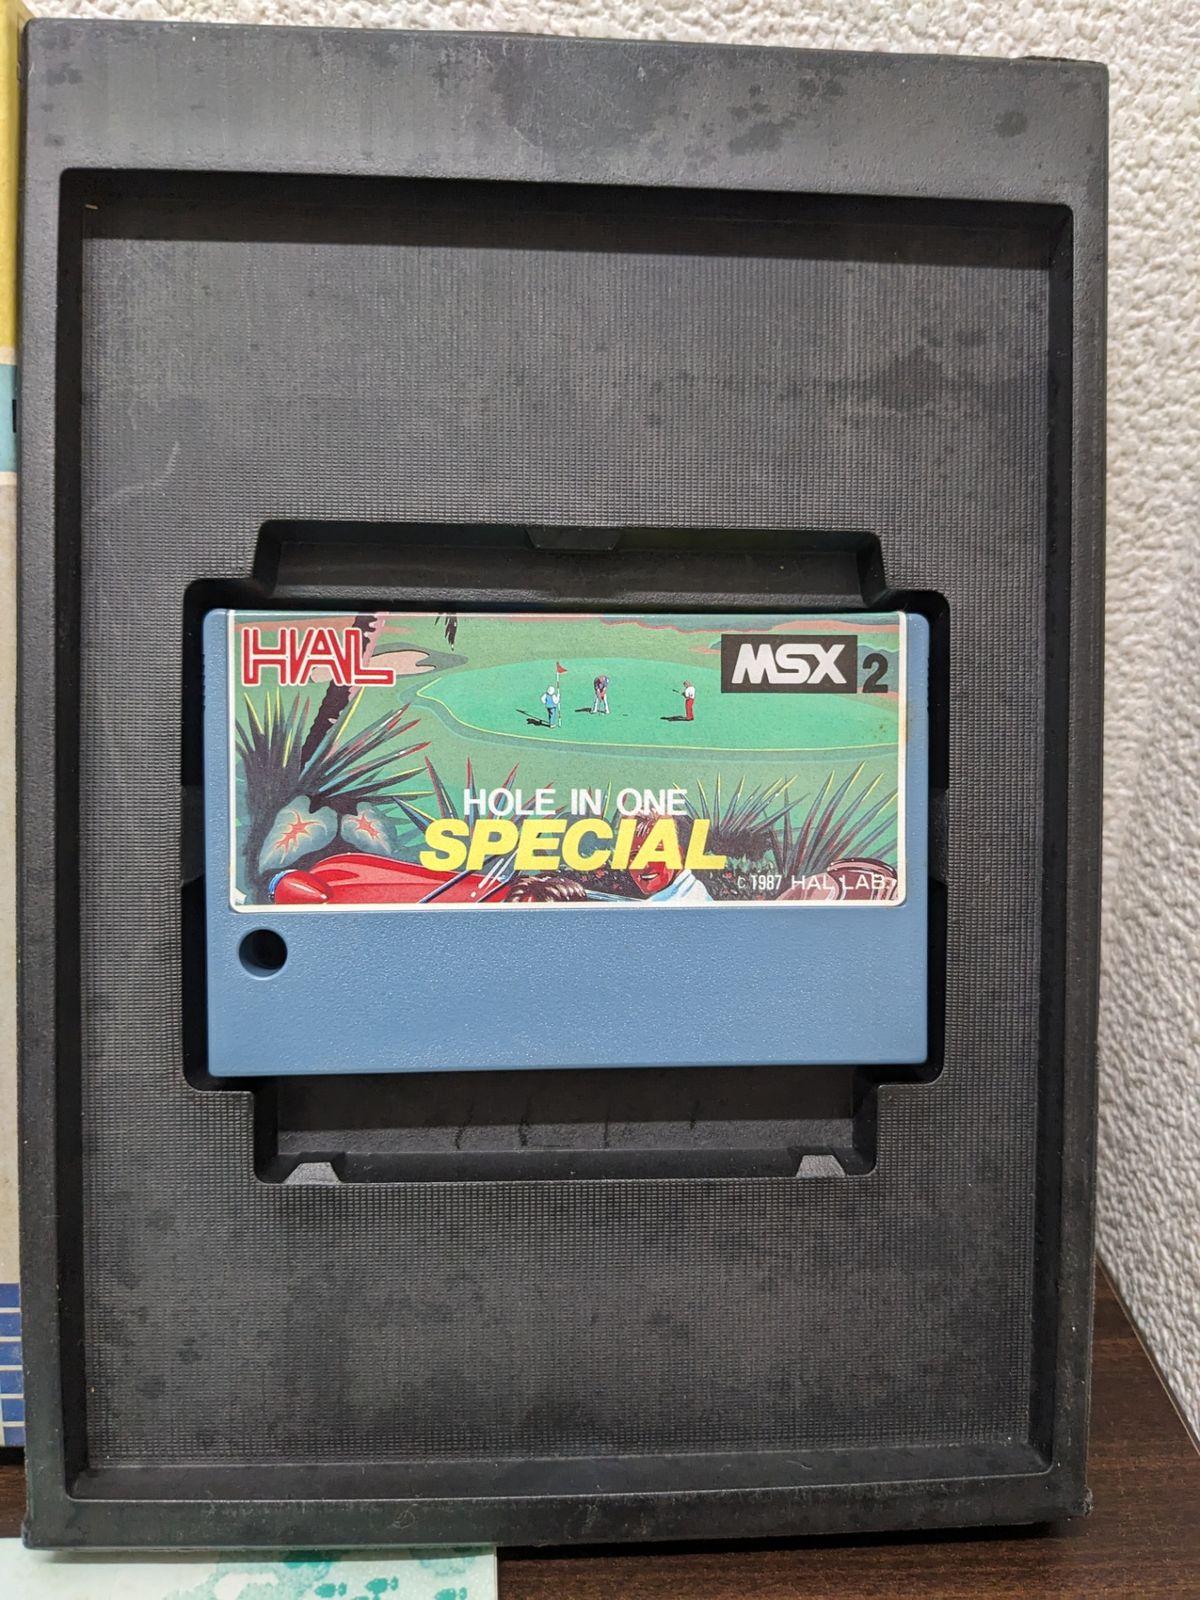 HAL
MSX 2
HOLE IN ONE
SPECIAL
C 1987 HAL LAB.